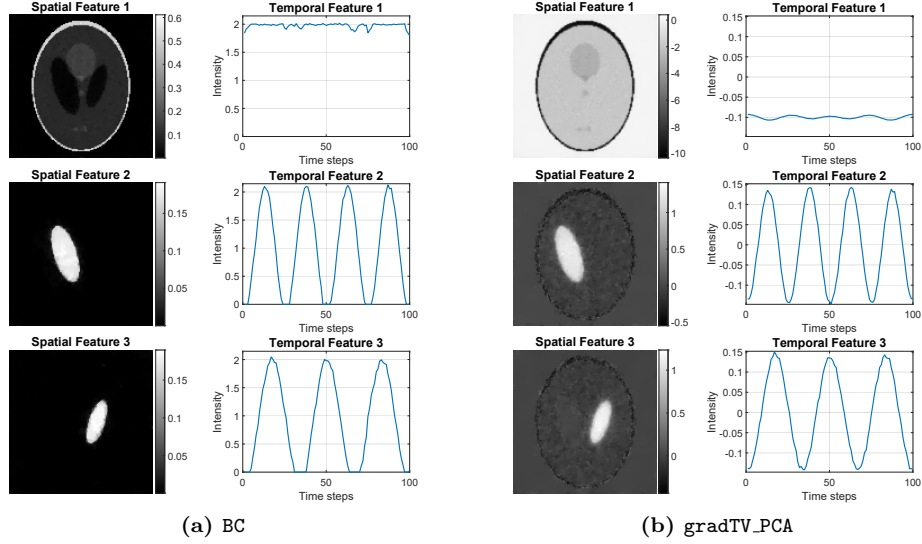 Spatial Feature 1
0.6
0.5
0.4
0.3
0.2
0.1
Temporal Feature 1
2
1.5
1
0.5
0
Intensity
0 50 100
Time steps
Spatial Feature 2
0.15
0.1
0.05
Temporal Feature 2
2
1.5
1
0.5
0
Intensity
0 50 100
Time steps
Spatial Feature 3
0.15
0.1
0.05
Temporal Feature 3
2
1.5
1
0.5
0
Intensity
0 50 100
Time steps
(a) BC
Spatial Feature 1
0
-2
-4
-6
-8
-10
Temporal Feature 1
0.15
0.1
0.05
0
-0.05
-0.1
Intensity
0 50 100
Time steps
Spatial Feature 2
1
0.5
0
-0.5
Temporal Feature 2
0.15
0.1
0.05
0
-0.05
-0.1
Intensity
0 50 100
Time steps
Spatial Feature 3
1
0.5
0
Temporal Feature 3
0.15
0.1
0.05
0
-0.05
-0.1
Intensity
0 50 100
Time steps
(b) gradTV_PCA